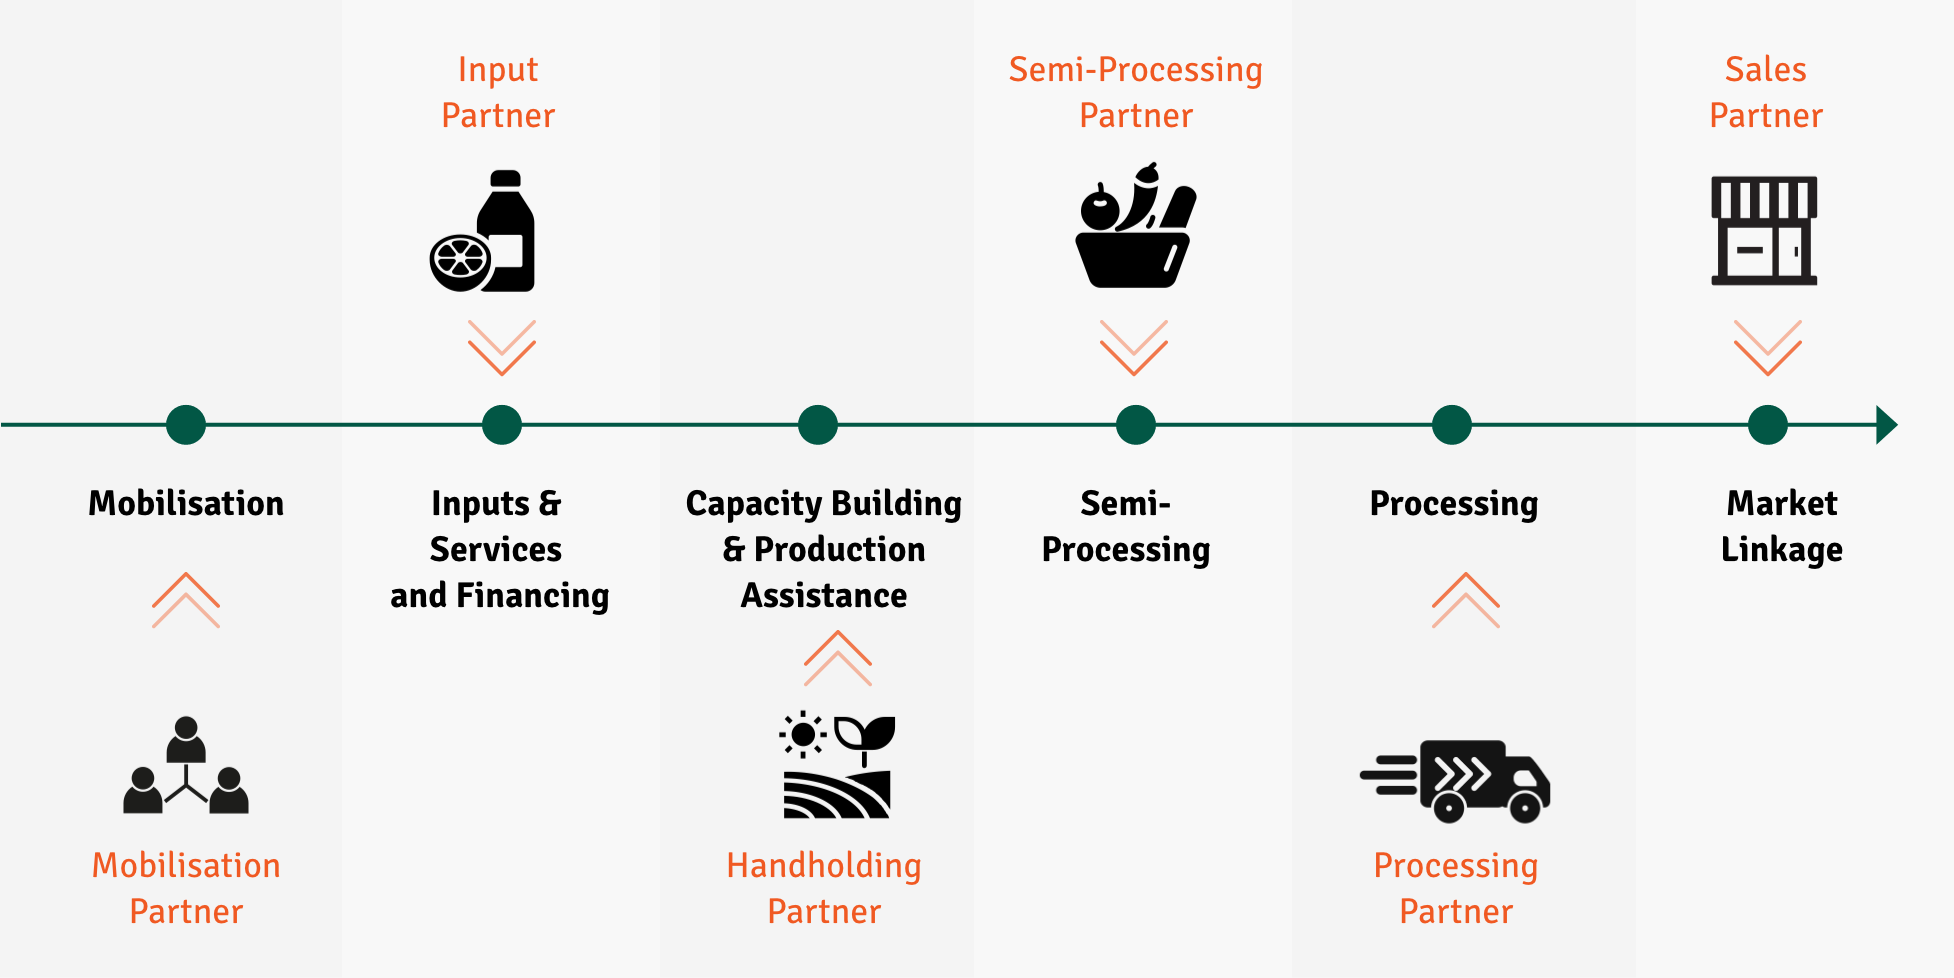 Input
Partner
Semi-Processing
Partner
Sales
Partner
Mobilisation
Inputs &
Services
and Financing
Capacity Building
& Production
Assistance
Semi-
Processing
Processing
Market
Linkage
Mobilisation
Partner
Handholding
Partner
Processing
Partner